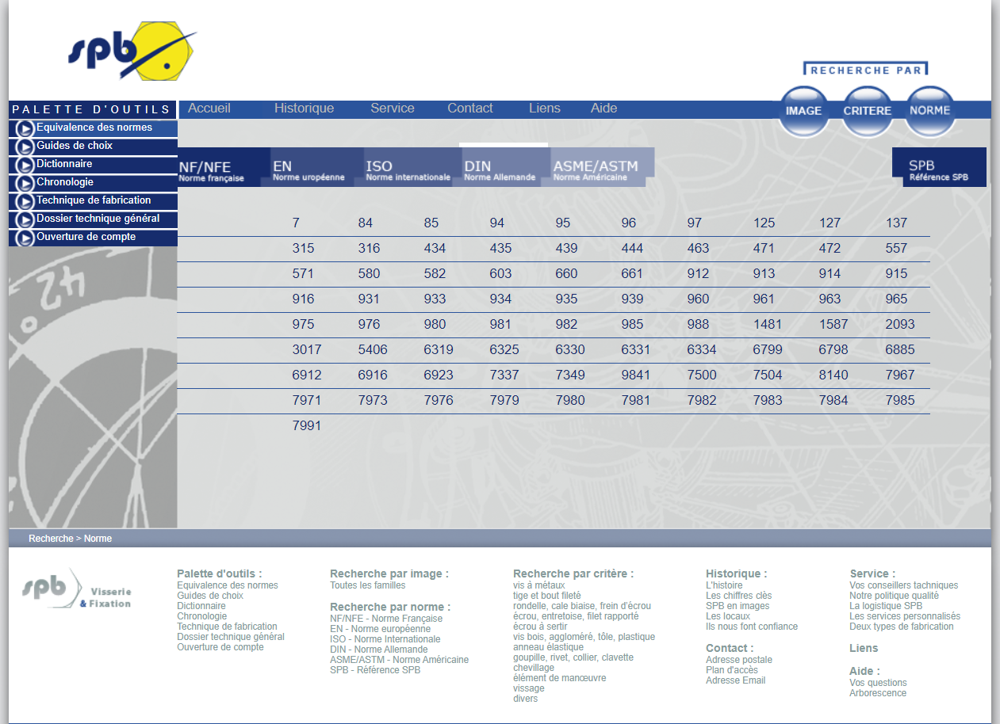 spb
RECHERCHE PAR
PALETTE D'OUTILS
Accueil Historique Service Contact Liens Aide
IMAGE CRITERE NORME
Equivalence des normes
Guides de choix
Dictionnaire
Chronologie
Technique de fabrication
Dossier technique général
Ouverture de compte
NF/NFE
Norme française
EN
Norme uropéenne
ISO
Norme internationale
DIN
Norme Allemande
ASME/ASTM
Norme Américaine
SPB
Référence SPB
7 84 85 94 95 96 97 125 127 137
315 316 434 435 439 444 463 471 472 557
571 580 582 603 660 661 912 913 914 915
916 931 933 934 935 939 960 961 963 965
975 976 980 981 982 985 988 1481 1587 2093
3017 5406 6319 6325 6330 6331 6334 6799 6798 6885
6912 6916 6923 7337 7349 9841 7500 7504 8140 7967
7971 7973 7976 7979 7980 7981 7982 7983 7984 7985
7991
42
Recherche > Norme
spb Visserie
& Fixation
Palette d'outils :
Equivalence des normes
Guides de choix
Dictionnaire
Chronologie
Technique de fabrication
Dossier technique général
Ouverture de compte
Recherche par image :
Toutes les familles
Recherche par norme :
NF/NFE - Norme Française
EN - Norme européenne
ISO - Norme Internationale
DIN - Norme Allemande
ASME/ASTM - Norme Américaine
SPB - Référence SPB
Recherche par critère :
vis à métaux
tige et bout fileté
rondelle, cale biaise, frein d'écrou
écrou, entretoise, filet rapporté
écrou à sertir
vis bois, aggloméré, tôle, plastique
anneau élastique
goupille, rivet, collier, clavette
chevillage
élément de manœuvre
vissage
divers
Historique :
L'histoire
Les chiffres clès
SPB en images
Les locaux
Ils nous font confiance
Contact :
Adresse postale
Plan d'accès
Adresse Email
Service :
Vos conseillers tachniques
Notre politique qualité
La logistique SPB
Les services personnalisés
Deux types de fabrication
Liens
Aide :
Vos questions
Arborescence